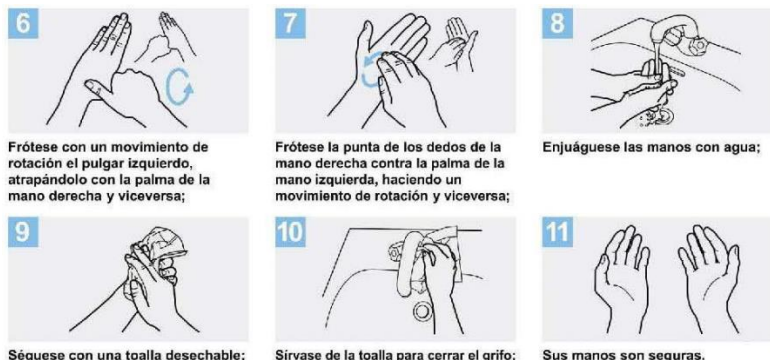 6
7
8
Frótese con un movimiento de
rotación el pulgar izquierdo,
atrapándolo con la palma de la
mano derecha y viceversa;
Frótese la punta de los dedos de la
mano derecha contra la palma de la
mano izquierda, haciendo un
movimiento de rotación y viceversa;
Enjuáguese las manos con agua;
9
10
11
Séquese con una toalla desechable;
Sírvase de la toalla para cerrar el grifo;
Sus manos son seguras.